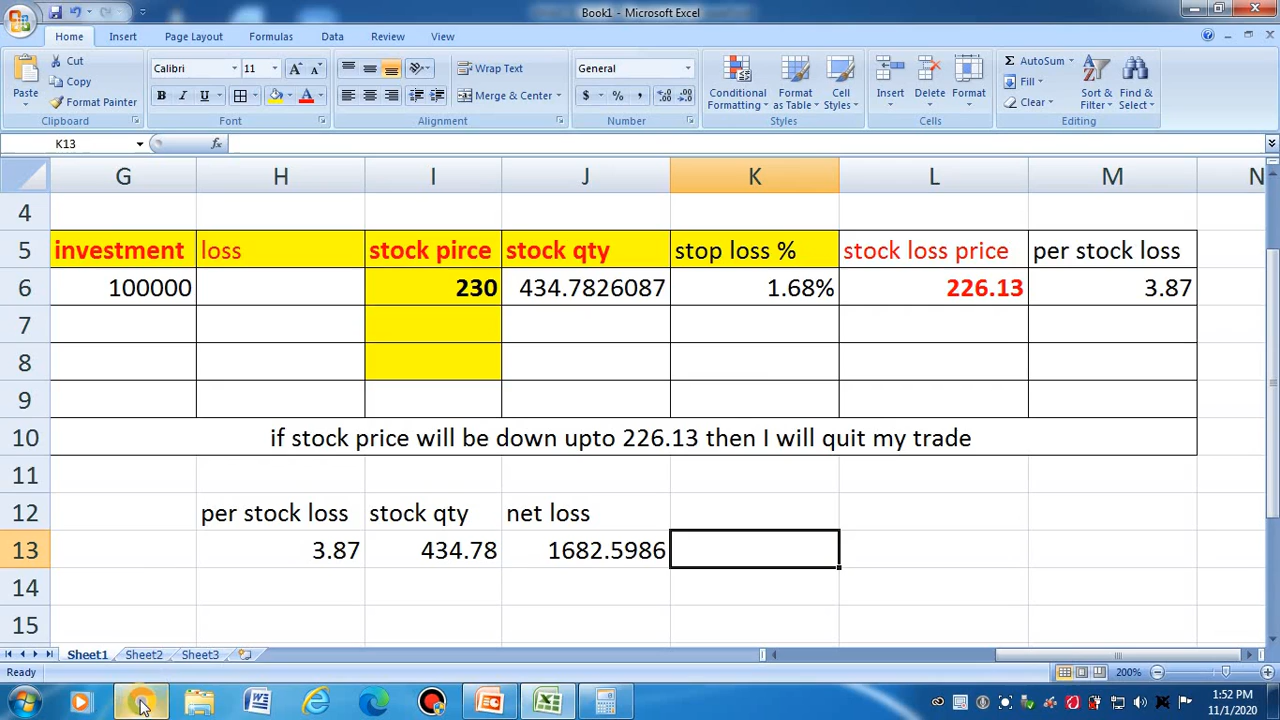 Book1 - Microsoft Excel
Home Insert Page Layout Formulas Data Review View
Paste
Cut
Copy
Format Painter
Clipboard
Calibri 11
B I U
Font
Wrap Text
Merge & Center
Alignment
General
$ % ,
Number
Conditional Formatting
Format as Table
Cell Styles
Styles
Insert
Delete
Format
Cells
AutoSum
Fill
Clear
Sort & Filter
Find & Select
Editing
K13 fx
G H I J K L M N
4
5 investment loss stock pirce stock qty stop loss % stock loss price per stock loss
6 100000 230 434.7826087 1.68% 226.13 3.87
7
8
9
10 if stock price will be down upto 226.13 then I will quit my trade
11
12 per stock loss stock qty net loss
13 3.87 434.78 1682.5986
14
15
Sheet1 Sheet2 Sheet3
Ready 200%
1:52 PM
11/1/2020